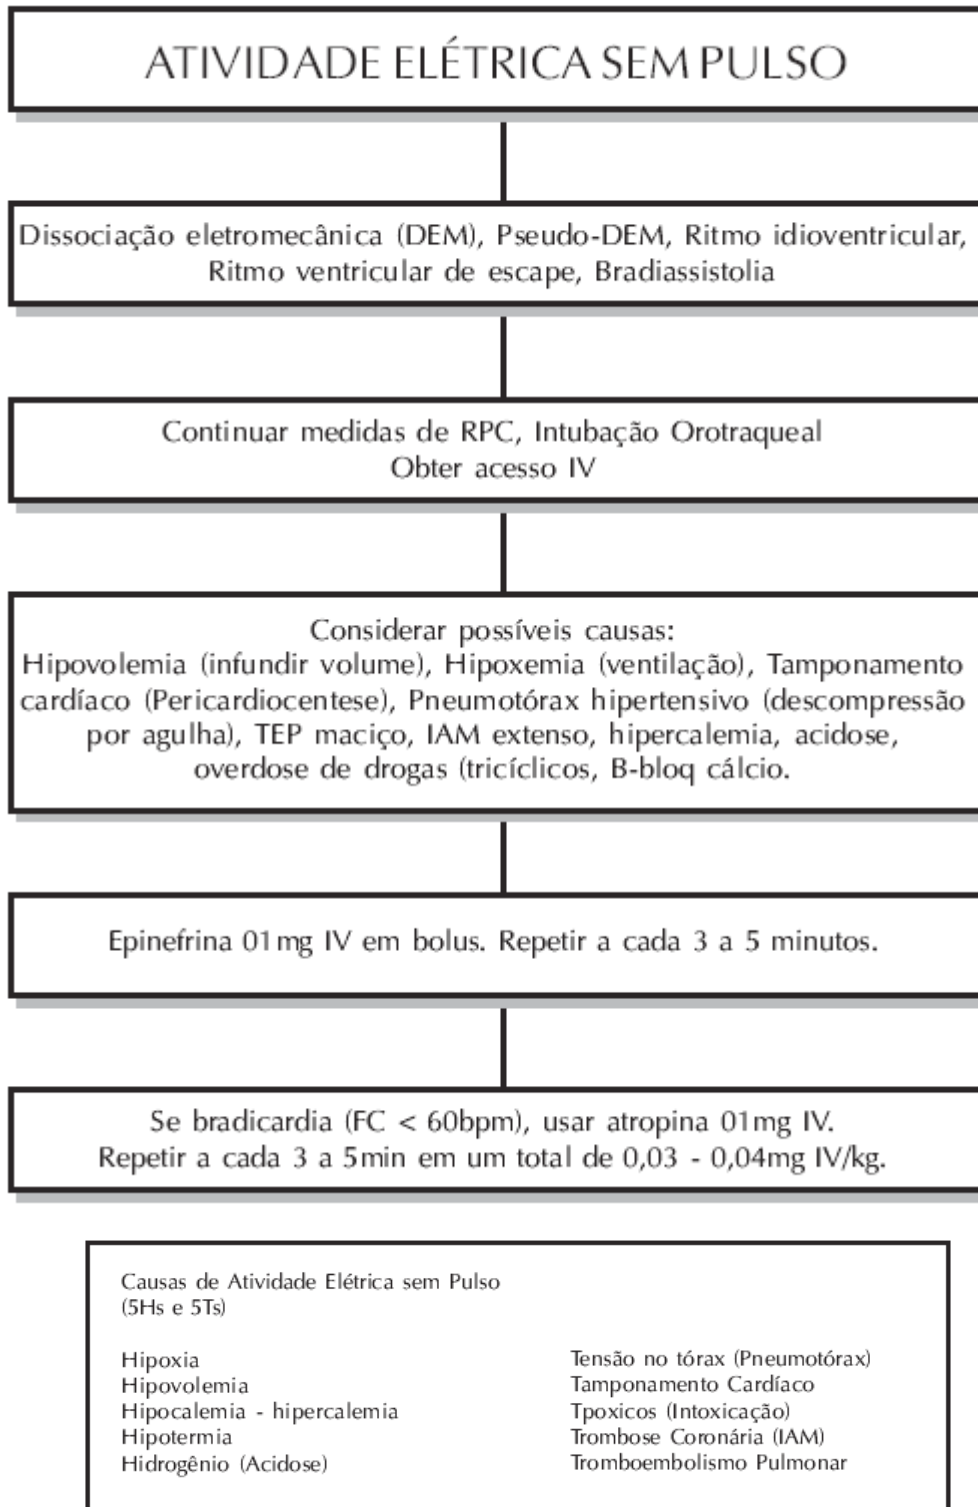 ATIVIDADE ELÉTRICA SEM PULSO
Dissociação eletromecânica (DEM), Pseudo-DEM, Ritmo idioventricular,
Ritmo ventricular de escape, Bradiassistolia
Continuar medidas de RPC, Intubação Orotraqueal
Obter acesso IV
Considerar possíveis causas:
Hipovolemia (infundir volume), Hipoxemia (ventilação), Tamponamento
cardíaco (Pericardiocentese), Pneumotórax hipertensivo (descompressão
por agulha), TEP maciço, IAM extenso, hipercalemia, acidose,
overdose de drogas (tricíclicos, B-bloq cálcio.
Epinefrina 01mg IV em bolus. Repetir a cada 3 a 5 minutos.
Se bradicardia (FC < 60bpm), usar atropina 01mg IV.
Repetir a cada 3 a 5min em um total de 0,03 - 0,04mg IV/kg.
Causas de Atividade Elétrica sem Pulso
(5Hs e 5Ts)
Hipoxia
Hipovolemia
Hipocalemia - hipercalemia
Hipotermia
Hidrogênio (Acidose)
Tensão no tórax (Pneumotórax)
Tamponamento Cardíaco
Tpoxicos (Intoxicação)
Trombose Coronária (IAM)
Tromboembolismo Pulmonar